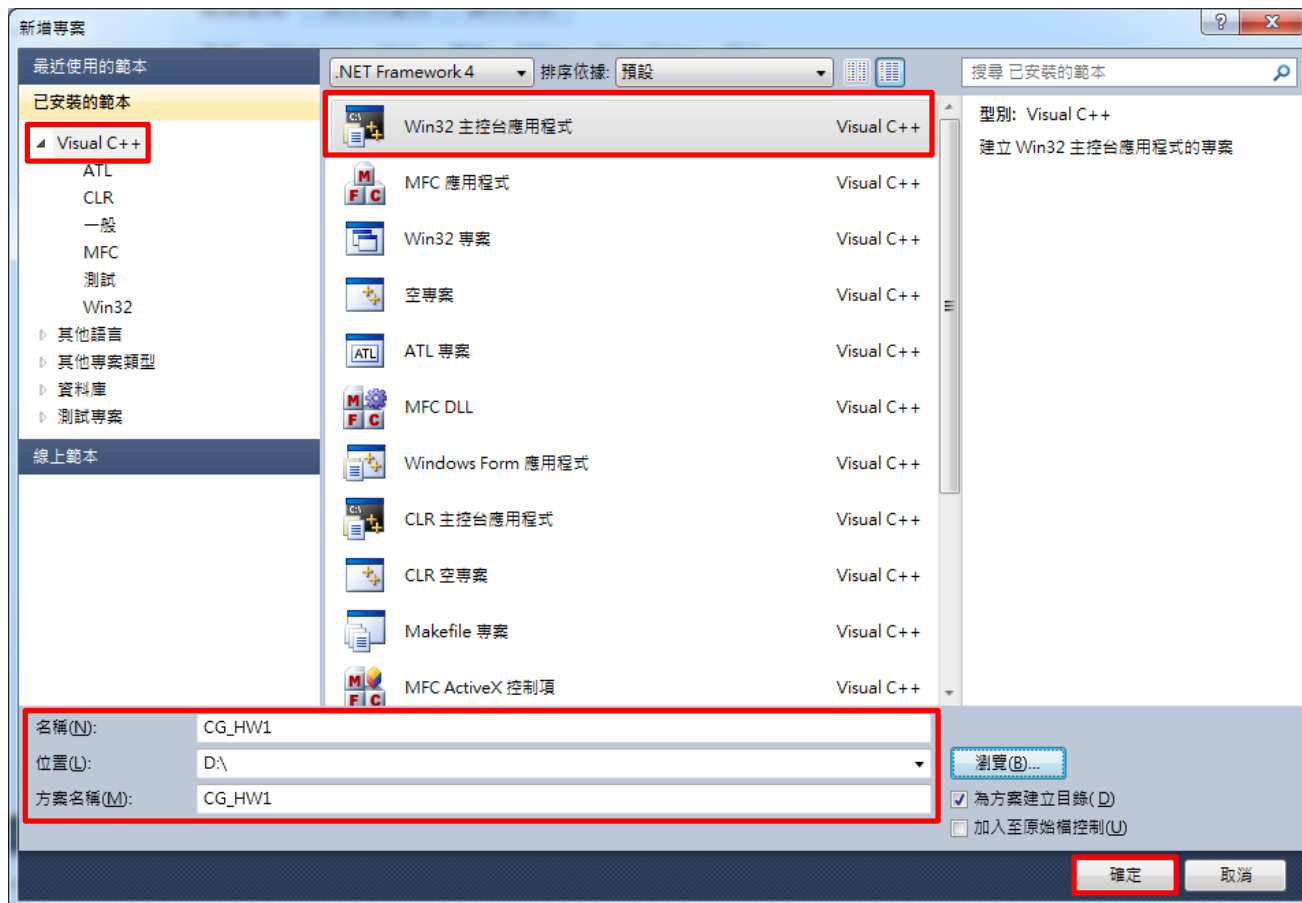 新增專案
最近使用的範本
已安裝的範本
Visual C++
ATL
CLR
一般
MFC
測試
Win32
其他語言
其他專案類型
資料庫
測試專案
線上範本
.NET Framework 4 排序依據: 預設
Win32 主控台應用程式 Visual C++
MFC 應用程式 Visual C++
Win32 專案 Visual C++
空專案 Visual C++
ATL 專案 Visual C++
MFC DLL Visual C++
Windows Form 應用程式 Visual C++
CLR 主控台應用程式 Visual C++
CLR 空專案 Visual C++
Makefile 專案 Visual C++
MFC ActiveX 控制項 Visual C++
搜尋 已安裝的範本
型別: Visual C++
建立 Win32 主控台應用程式的專案
名稱(N): CG_HW1
位置(L): D:\
瀏覽(B)...
方案名稱(M): CG_HW1
為方案建立目錄( D)
加入至原始檔控制(U)
確定 取消